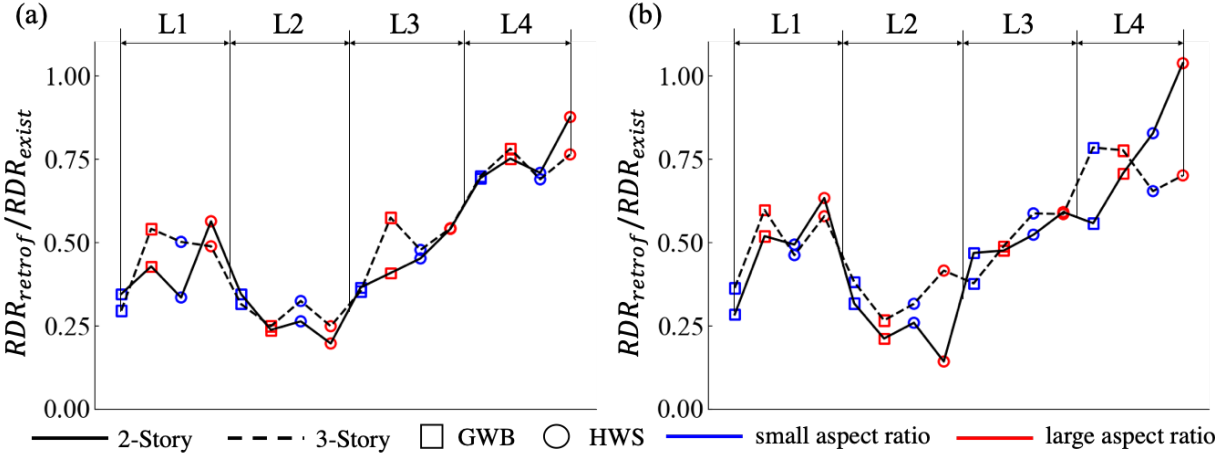 (a) L1 L2 L3 L4
1.00
0.75
0.50
0.25
0.00
RDR_retrof/RDR_exist
(b) L1 L2 L3 L4
1.00
0.75
0.50
0.25
0.00
RDR_retrof/RDR_exist
2-Story 3-Story GWB HWS small aspect ratio large aspect ratio